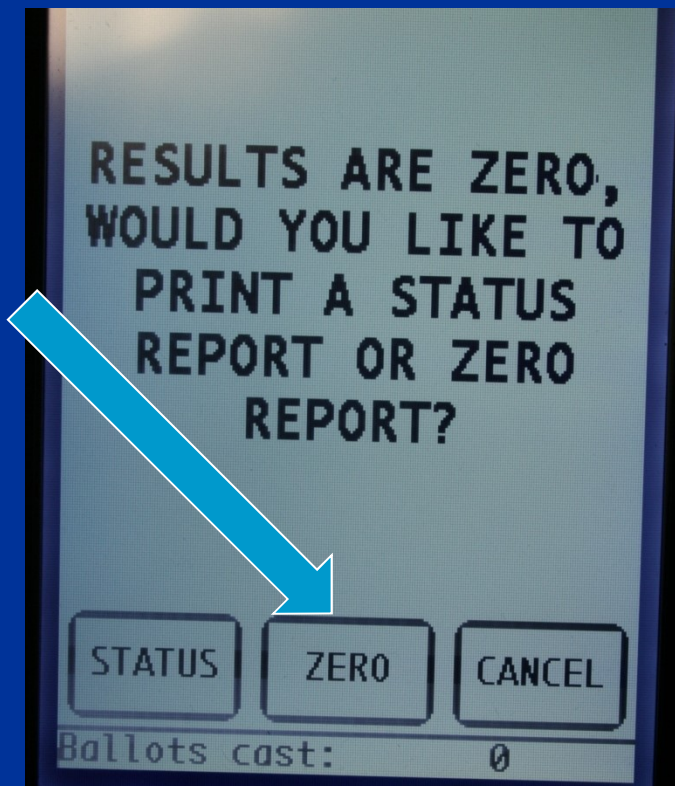 RESULTS ARE ZERO,
WOULD YOU LIKE TO
PRINT A STATUS
REPORT OR ZERO
REPORT?
STATUS ZERO CANCEL
Ballots cast: 0